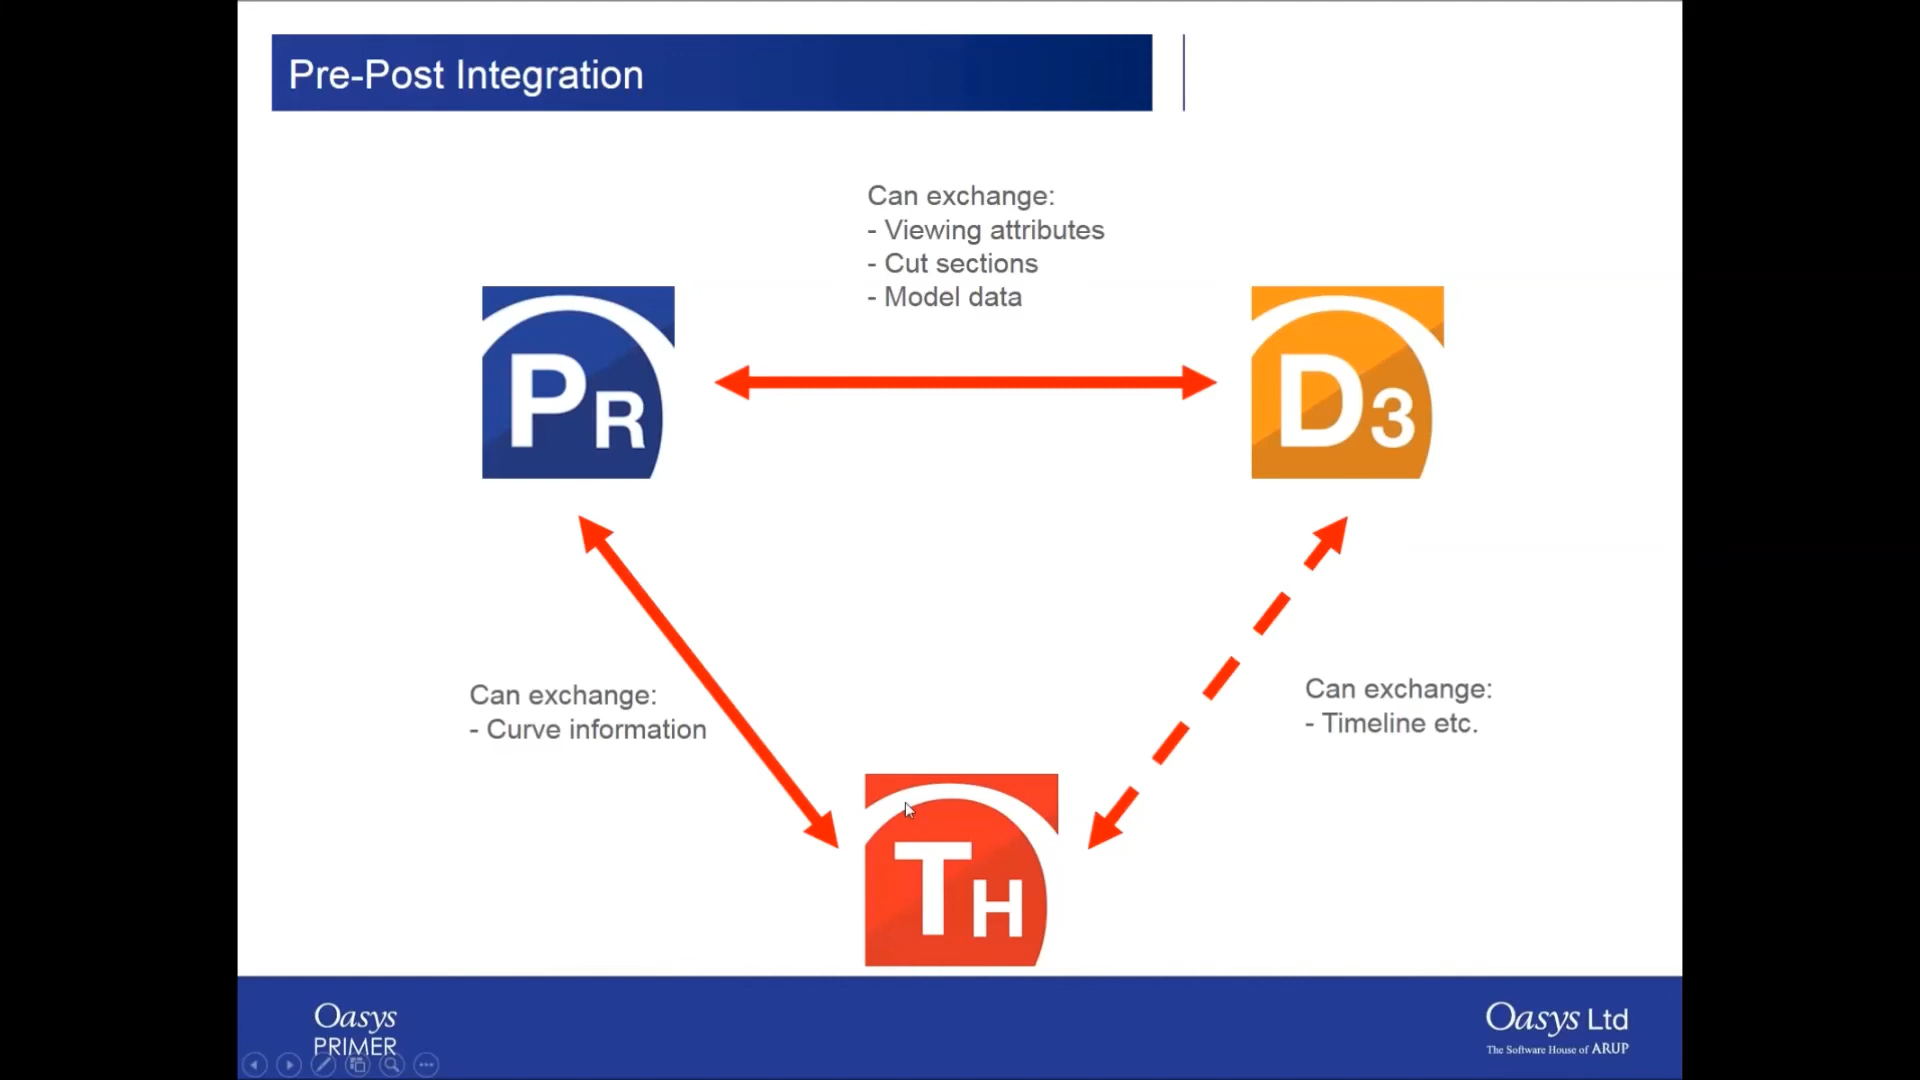 Pre-Post Integration
Can exchange:
- Viewing attributes
- Cut sections
- Model data
PR
D3
Can exchange:
- Curve information
Can exchange:
- Timeline etc.
TH
Oasys
PRIMER
Oasys Ltd
The Software House of ARUP